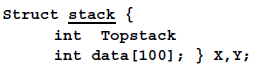 Struct stack {
int Topstack
int data[100]; } X,Y;